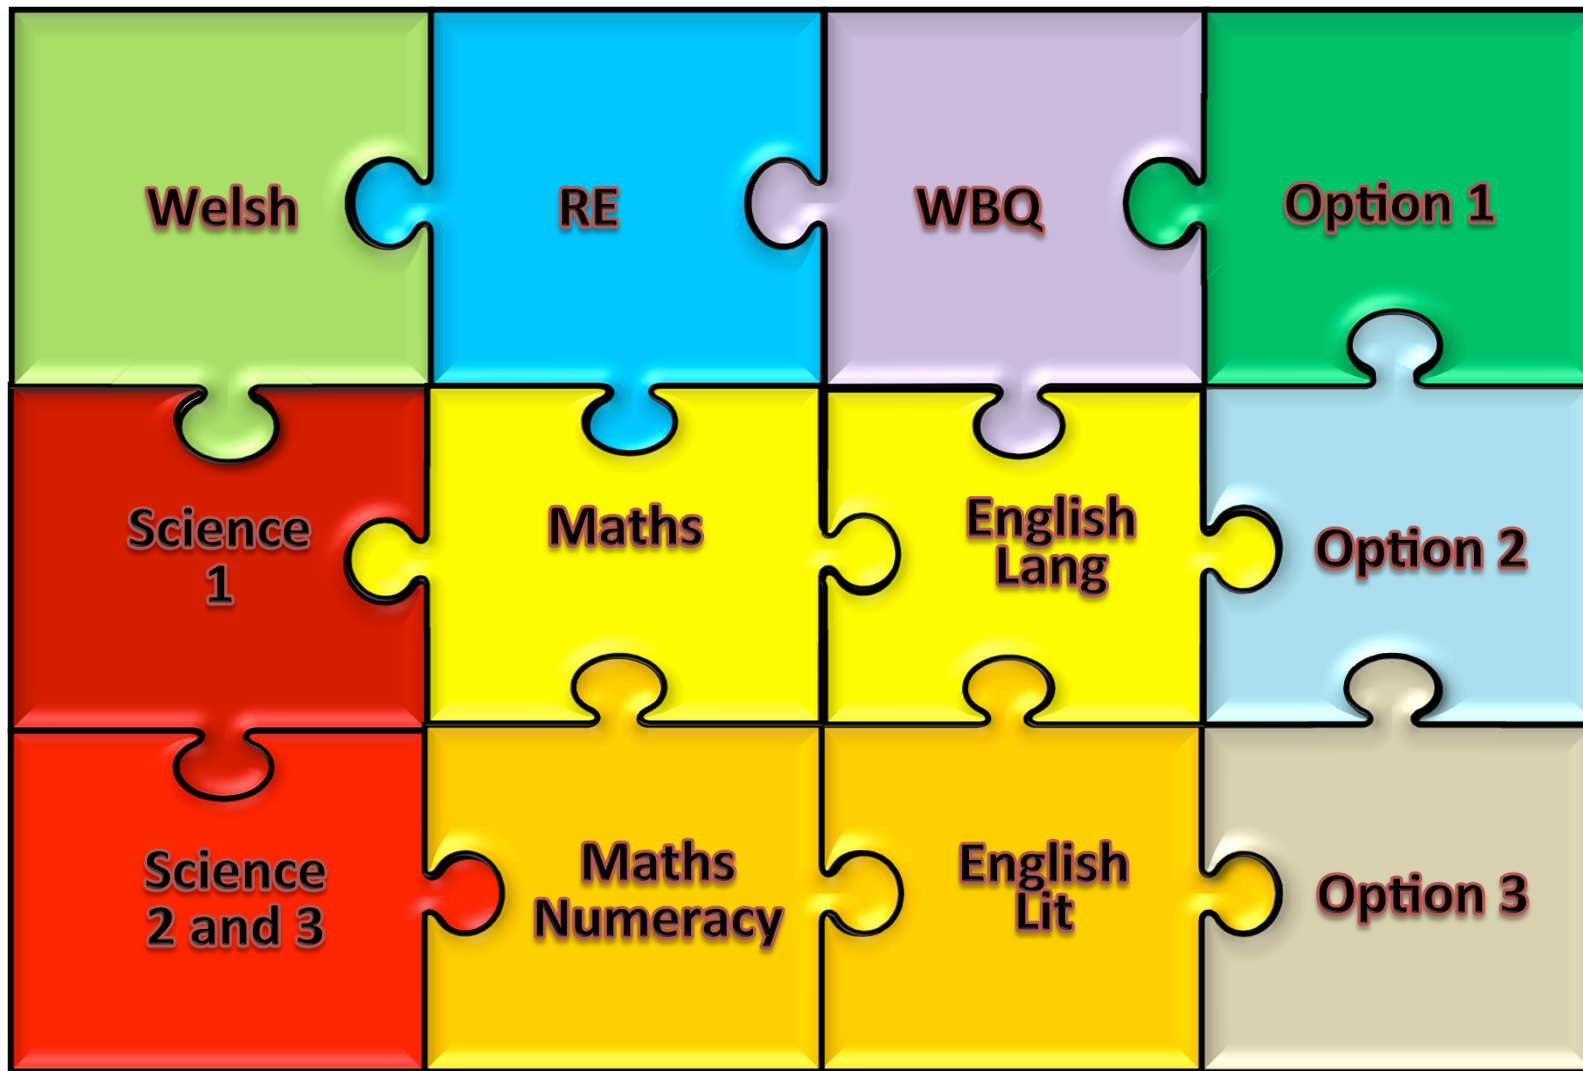 Welsh
RE
WBQ
Option 1
Science
1
Maths
English
Lang
Option 2
Science
2 and 3
Maths
Numeracy
English
Lit
Option 3